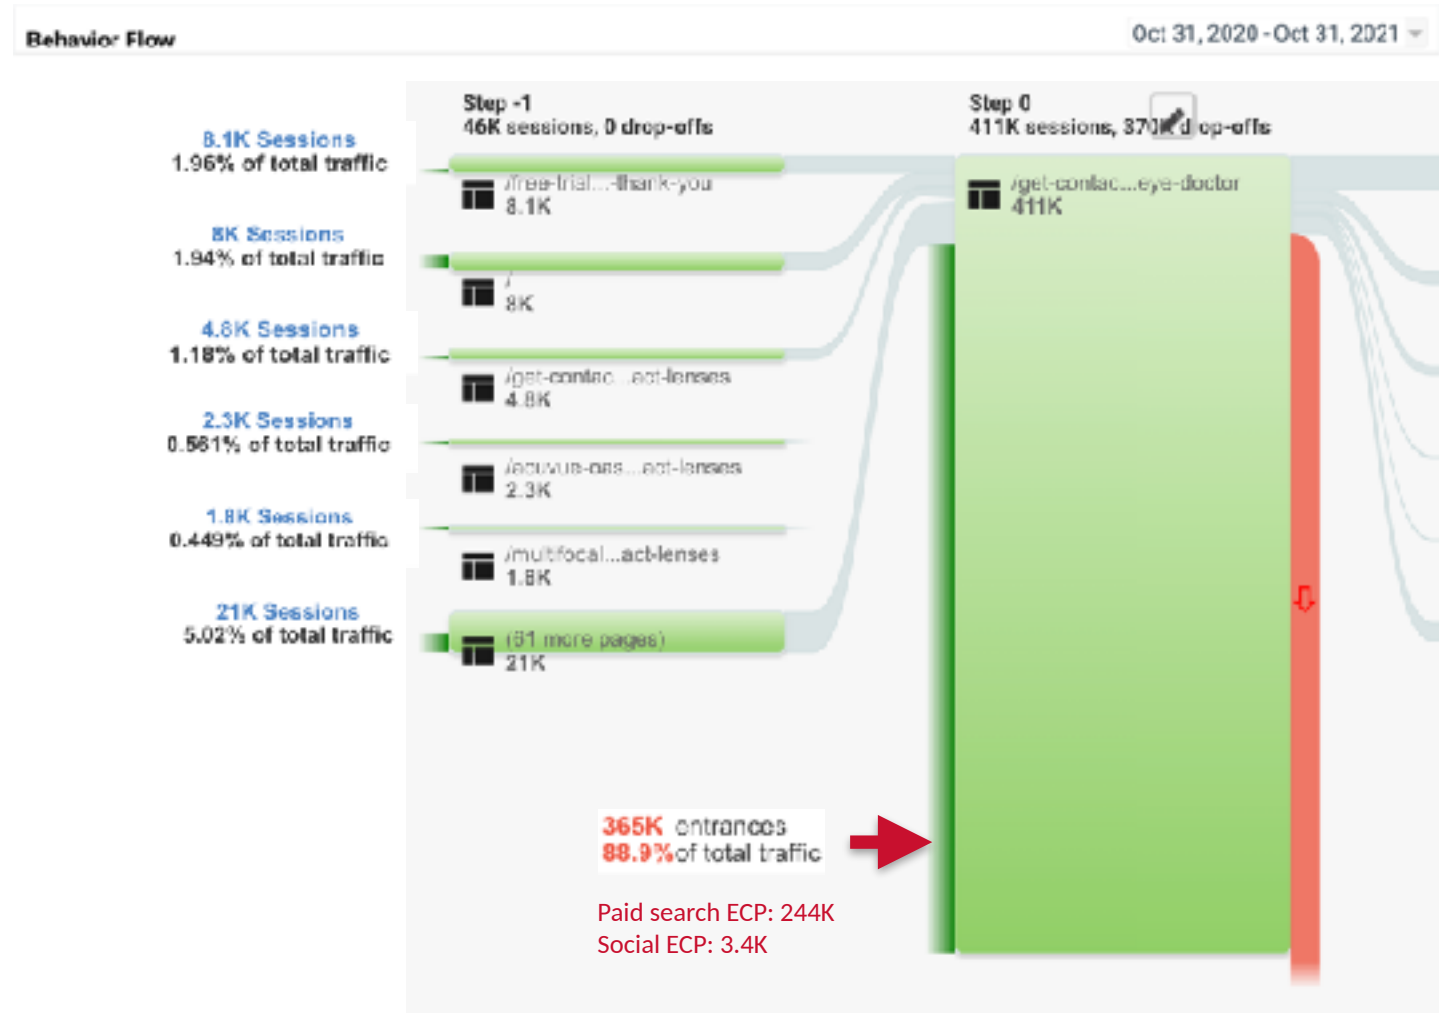 Behavior Flow
Oct 31, 2020 - Oct 31, 2021
Step -1
46K sessions, 0 drop-offs
Step 0
411K sessions, 370K drop-offs
8.1K Sessions
1.96% of total traffic
/free-trial...-thank-you
8.1K
/get-contac...eye-doctor
411K
8K Sessions
1.94% of total traffic
/
8K
4.8K Sessions
1.18% of total traffic
/get-contac...act-lenses
4.8K
2.3K Sessions
0.561% of total traffic
/acuvue-oas...act-lenses
2.3K
1.8K Sessions
0.449% of total traffic
/multifocal...act-lenses
1.8K
21K Sessions
5.02% of total traffic
(61 more pages)
21K
365K entrances
88.9% of total traffic
Paid search ECP: 244K
Social ECP: 3.4K